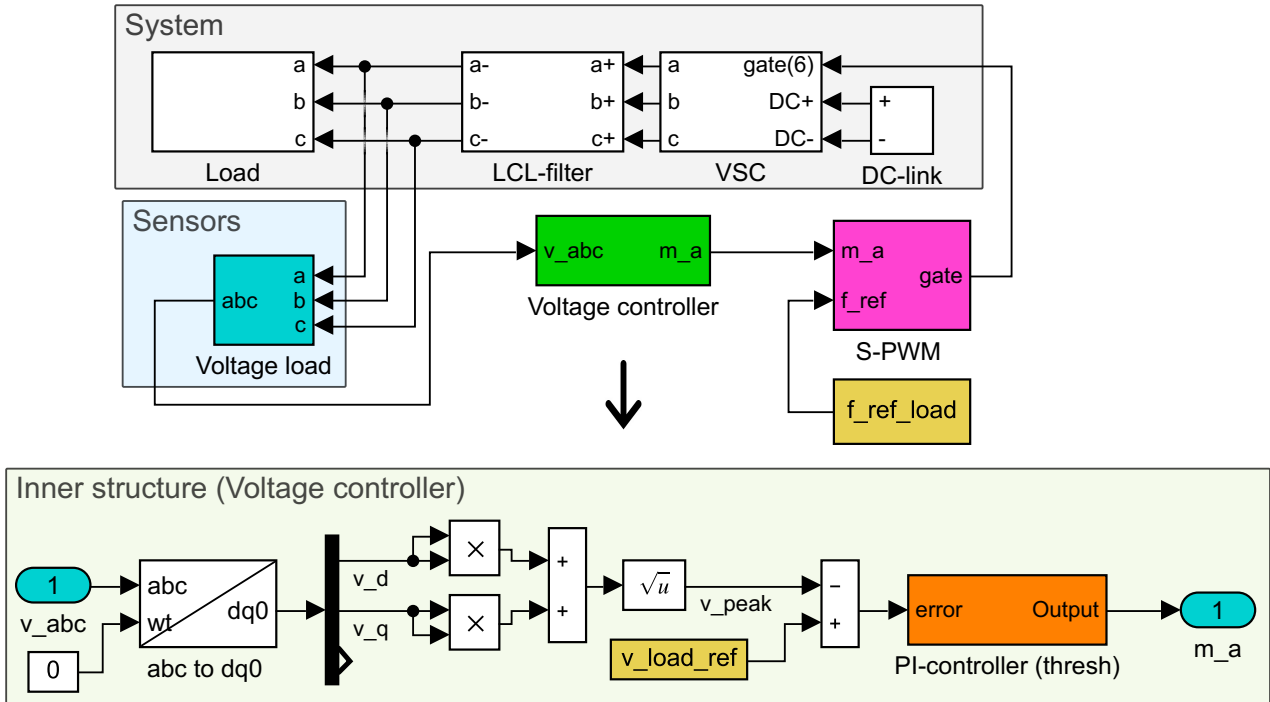 System
a
b
c
Load
a-
b-
c-
a+
b+
c+
LCL-filter
a
b
c
gate(6)
DC+
DC-
VSC
+
-
DC-link
Sensors
abc
a
b
c
Voltage load
v_abc
m_a
Voltage controller
m_a
f_ref
gate
S-PWM
f_ref_load
Inner structure (Voltage controller)
1
v_abc
0
abc
wt
dq0
abc to dq0
v_d
v_q
×
×
+
+
√u
v_peak
v_load_ref
−
+
error
Output
PI-controller (thresh)
1
m_a